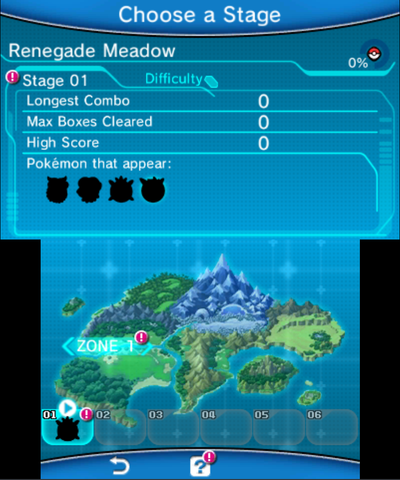 Choose a Stage
Renegade Meadow
0%
! Stage 01 Difficulty
Longest Combo 0
Max Boxes Cleared 0
High Score 0
Pokémon that appear:
ZONE 1 !
01 ! 02 03 04 05 06
? !